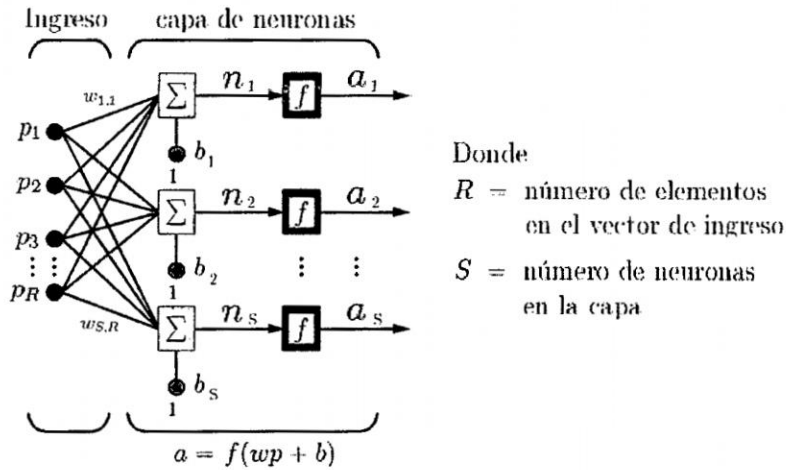 Ingreso
capa de neuronas
w1,1
n1
a1
Σ
f
p1
b1
1
p2
n2
a2
Σ
f
p3
b2
1
pR
wS,R
nS
aS
Σ
f
bS
1
a = f(wp + b)
Donde
R = número de elementos
en el vector de ingreso
S = número de neuronas
en la capa